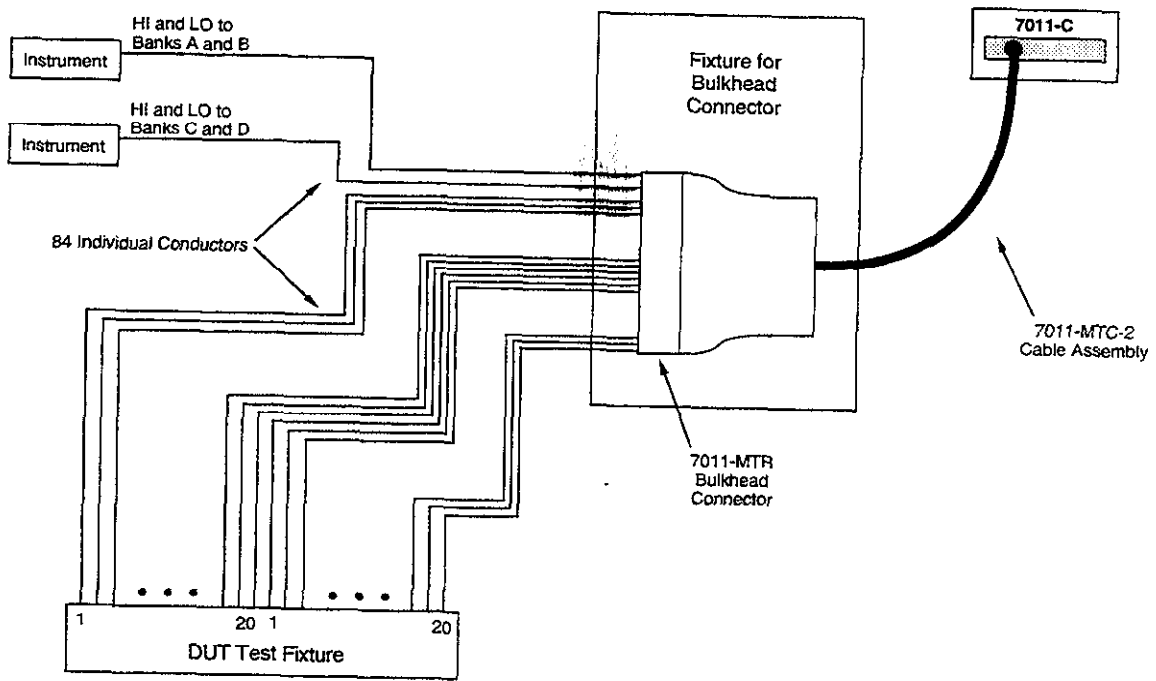 HI and LO to
Banks A and B
Instrument
HI and LO to
Banks C and D
Instrument
84 Individual Conductors
Fixture for
Bulkhead
Connector
7011-C
7011-MTC-2
Cable Assembly
7011-MTR
Bulkhead
Connector
1
20
1
20
DUT Test Fixture